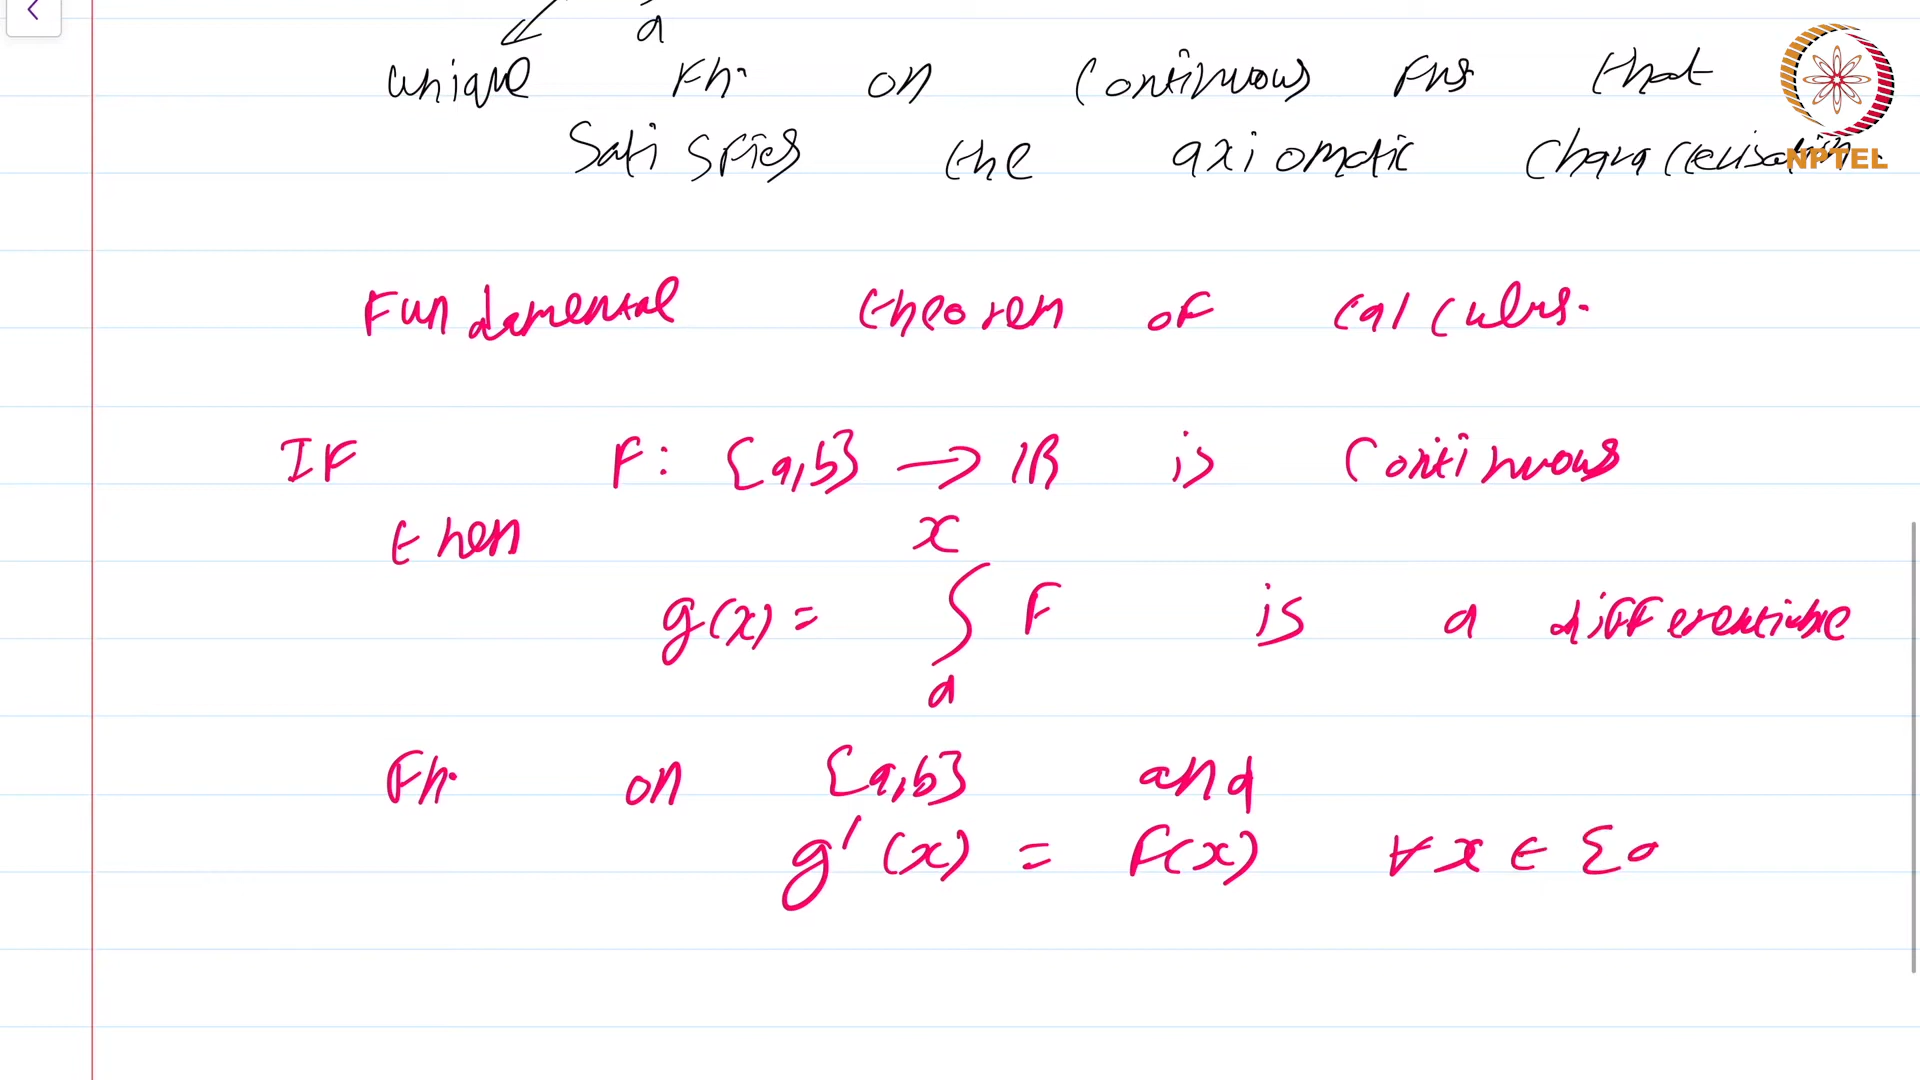 a
unique Fn. on continuous Fns that
Satisfies the axiomatic characterisation.
NPTEL
Fundamental theorem of calculus.
IF F: [a,b] → ℝ is continuous
then x
g(x) = ∫ F is a differentiable
a
Fn. on [a,b] and
g'(x) = F(x) ∀ x ∈ [a